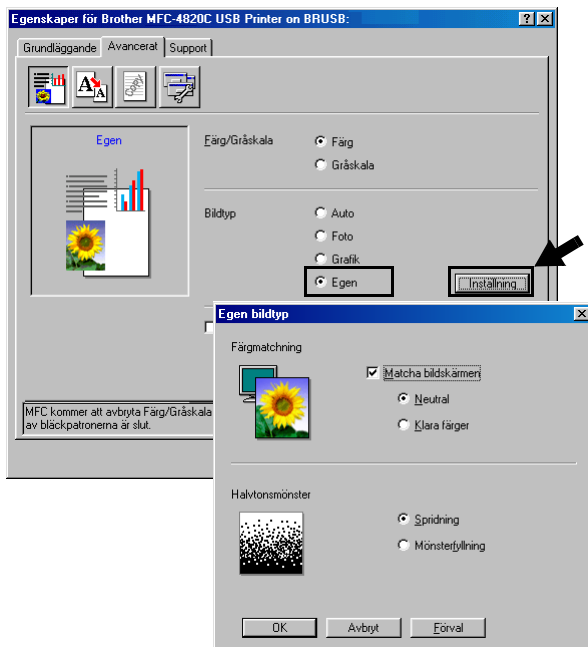 Egenskaper för Brother MFC-4820C USB Printer on BRUSB:
Grundläggande Avancerat Support
Egen
Färg/Gråskala
Färg
Gråskala
Bildtyp
Auto
Foto
Grafik
Egen
Inställning
MFC kommer att avbryta Färg/Gråskala
av bläckpatronerna är slut.
Egen bildtyp
Färgmatchning
Matcha bildskärmen
Neutral
Klara färger
Halvtonsmönster
Spridning
Mönsterfyllning
OK Avbryt Förval